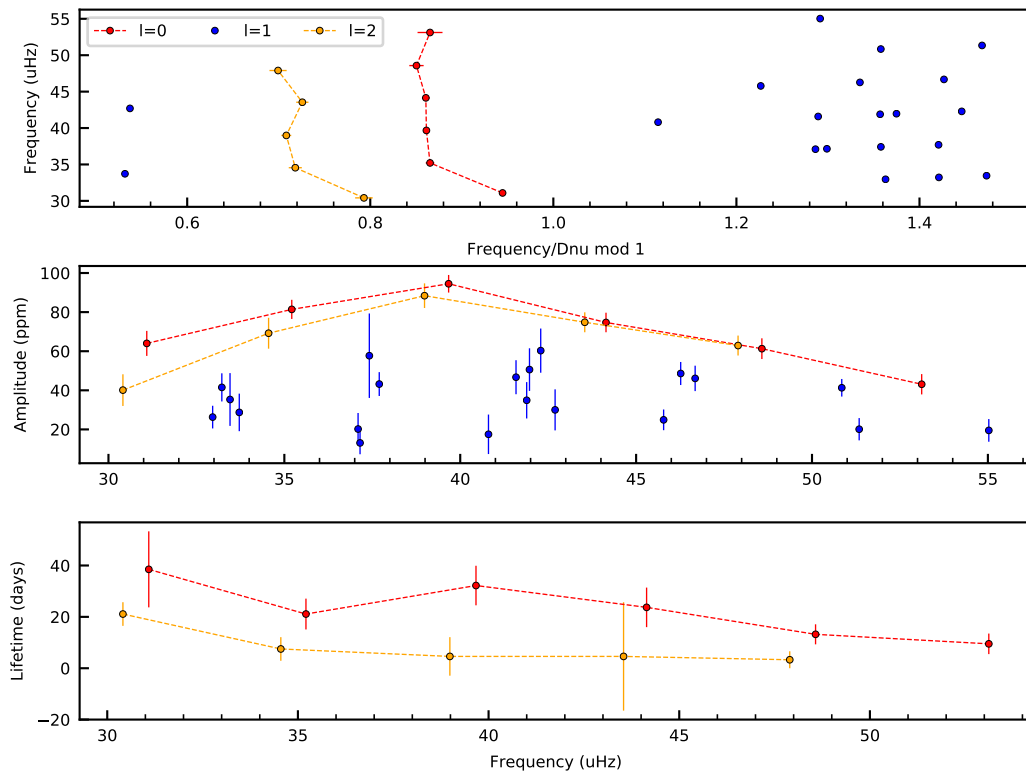 Frequency (uHz)
55
50
45
40
35
30
l=0 l=1 l=2
0.6 0.8 1.0 1.2 1.4
Frequency/Dnu mod 1
Amplitude (ppm)
100
80
60
40
20
30 35 40 45 50 55
Lifetime (days)
40
20
0
−20
30 35 40 45 50
Frequency (uHz)